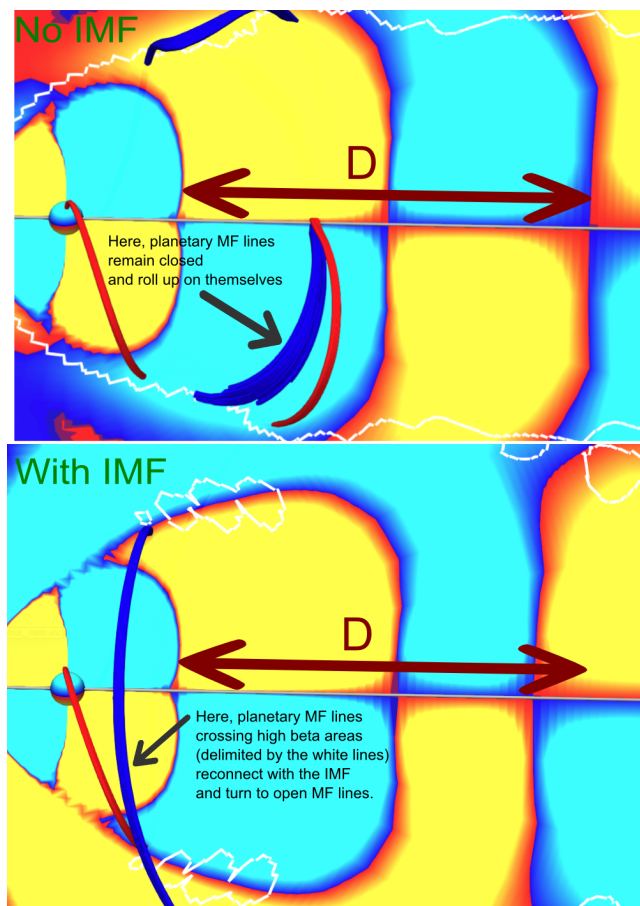 No IMF
D
Here, planetary MF lines
remain closed
and roll up on themselves
With IMF
D
Here, planetary MF lines
crossing high beta areas
(delimited by the white lines)
reconnect with the IMF
and turn to open MF lines.